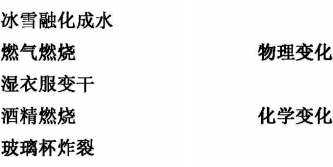 冰雪融化成水
燃气燃烧 物理变化
湿衣服变干
酒精燃烧 化学变化
玻璃杯炸裂